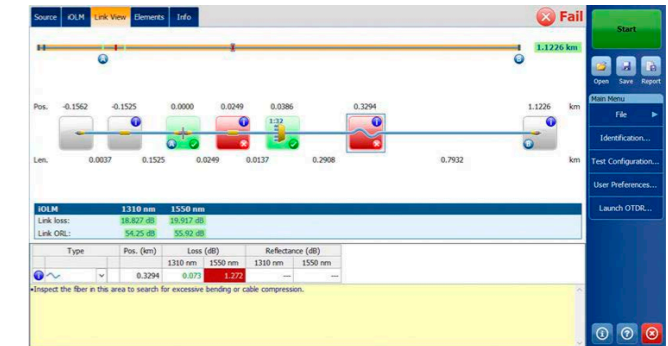 Source iOLM Link View Elements Info Fail
Start
1.1226 km
A B
Open Save Report
Main Menu
File
Identification...
Test Configuration...
User Preferences...
Launch OTDR...
Pos. -0.1562 -0.1525 0.0000 0.0249 0.0386 0.3294 1.1226 km
1:32
A B
Len. 0.0037 0.1525 0.0249 0.0137 0.2908 0.7932 km
iOLM 1310 nm 1550 nm
Link loss: 18.827 dB 19.917 dB
Link ORL: 54.25 dB 55.92 dB
Type Pos. (km) Loss (dB) Reflectance (dB)
1310 nm 1550 nm 1310 nm 1550 nm
0.3294 0.073 1.272 --- ---
•Inspect the fiber in this area to search for excessive bending or cable compression.